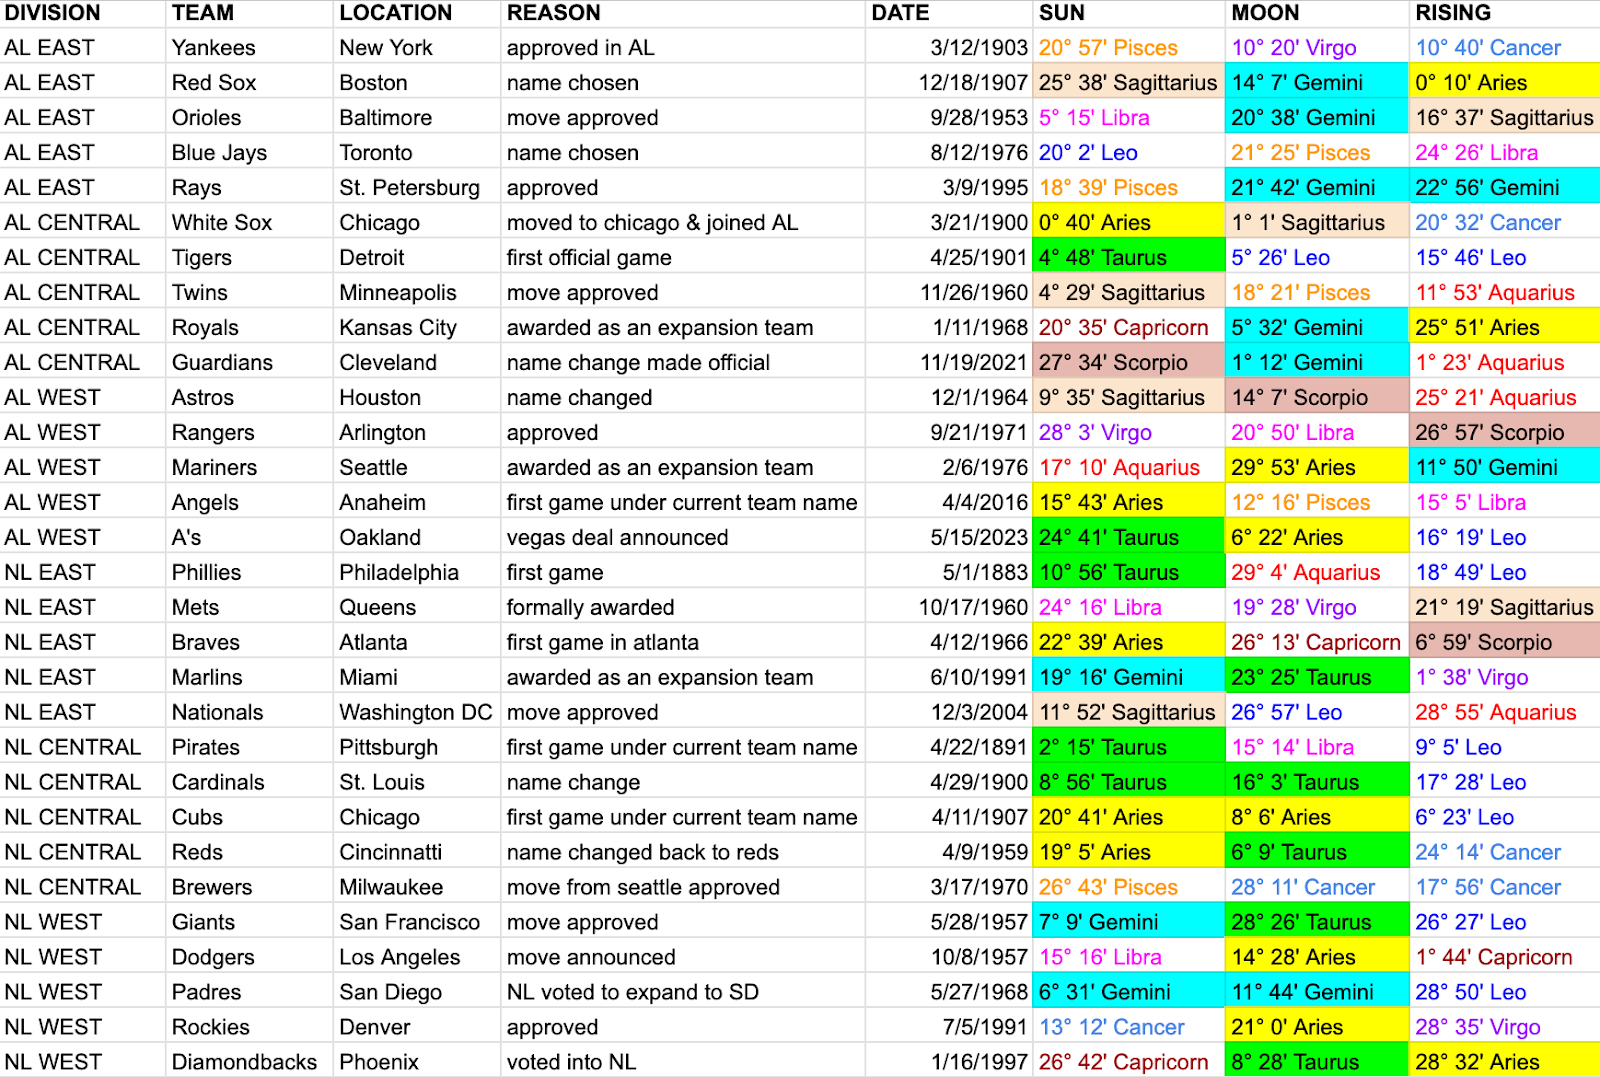 DIVISION TEAM LOCATION REASON DATE SUN MOON RISING
AL EAST Yankees New York approved in AL 3/12/1903 20° 57' Pisces 10° 20' Virgo 10° 40' Cancer
AL EAST Red Sox Boston name chosen 12/18/1907 25° 38' Sagittarius 14° 7' Gemini 0° 10' Aries
AL EAST Orioles Baltimore move approved 9/28/1953 5° 15' Libra 20° 38' Gemini 16° 37' Sagittarius
AL EAST Blue Jays Toronto name chosen 8/12/1976 20° 2' Leo 21° 25' Pisces 24° 26' Libra
AL EAST Rays St. Petersburg approved 3/9/1995 18° 39' Pisces 21° 42' Gemini 22° 56' Gemini
AL CENTRAL White Sox Chicago moved to chicago & joined AL 3/21/1900 0° 40' Aries 1° 1' Sagittarius 20° 32' Cancer
AL CENTRAL Tigers Detroit first official game 4/25/1901 4° 48' Taurus 5° 26' Leo 15° 46' Leo
AL CENTRAL Twins Minneapolis move approved 11/26/1960 4° 29' Sagittarius 18° 21' Pisces 11° 53' Aquarius
AL CENTRAL Royals Kansas City awarded as an expansion team 1/11/1968 20° 35' Capricorn 5° 32' Gemini 25° 51' Aries
AL CENTRAL Guardians Cleveland name change made official 11/19/2021 27° 34' Scorpio 1° 12' Gemini 1° 23' Aquarius
AL WEST Astros Houston name changed 12/1/1964 9° 35' Sagittarius 14° 7' Scorpio 25° 21' Aquarius
AL WEST Rangers Arlington approved 9/21/1971 28° 3' Virgo 20° 50' Libra 26° 57' Scorpio
AL WEST Mariners Seattle awarded as an expansion team 2/6/1976 17° 10' Aquarius 29° 53' Aries 11° 50' Gemini
AL WEST Angels Anaheim first game under current team name 4/4/2016 15° 43' Aries 12° 16' Pisces 15° 5' Libra
AL WEST A's Oakland vegas deal announced 5/15/2023 24° 41' Taurus 6° 22' Aries 16° 19' Leo
NL EAST Phillies Philadelphia first game 5/1/1883 10° 56' Taurus 29° 4' Aquarius 18° 49' Leo
NL EAST Mets Queens formally awarded 10/17/1960 24° 16' Libra 19° 28' Virgo 21° 19' Sagittarius
NL EAST Braves Atlanta first game in atlanta 4/12/1966 22° 39' Aries 26° 13' Capricorn 6° 59' Scorpio
NL EAST Marlins Miami awarded as an expansion team 6/10/1991 19° 16' Gemini 23° 25' Taurus 1° 38' Virgo
NL EAST Nationals Washington DC move approved 12/3/2004 11° 52' Sagittarius 26° 57' Leo 28° 55' Aquarius
NL CENTRAL Pirates Pittsburgh first game under current team name 4/22/1891 2° 15' Taurus 15° 14' Libra 9° 5' Leo
NL CENTRAL Cardinals St. Louis name change 4/29/1900 8° 56' Taurus 16° 3' Taurus 17° 28' Leo
NL CENTRAL Cubs Chicago first game under current team name 4/11/1907 20° 41' Aries 8° 6' Aries 6° 23' Leo
NL CENTRAL Reds Cincinnatti name changed back to reds 4/9/1959 19° 5' Aries 6° 9' Taurus 24° 14' Cancer
NL CENTRAL Brewers Milwaukee move from seattle approved 3/17/1970 26° 43' Pisces 28° 11' Cancer 17° 56' Cancer
NL WEST Giants San Francisco move approved 5/28/1957 7° 9' Gemini 28° 26' Taurus 26° 27' Leo
NL WEST Dodgers Los Angeles move announced 10/8/1957 15° 16' Libra 14° 28' Aries 1° 44' Capricorn
NL WEST Padres San Diego NL voted to expand to SD 5/27/1968 6° 31' Gemini 11° 44' Gemini 28° 50' Leo
NL WEST Rockies Denver approved 7/5/1991 13° 12' Cancer 21° 0' Aries 28° 35' Virgo
NL WEST Diamondbacks Phoenix voted into NL 1/16/1997 26° 42' Capricorn 8° 28' Taurus 28° 32' Aries